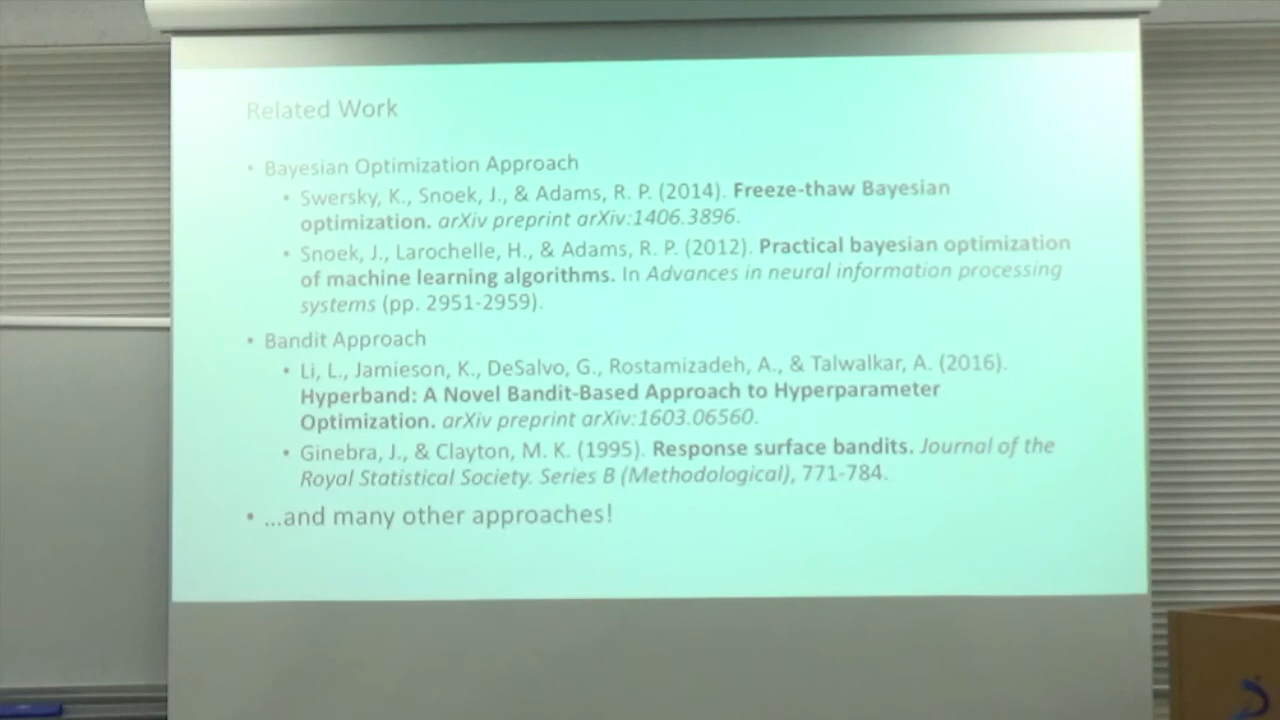 Related Work
• Bayesian Optimization Approach
• Swersky, K., Snoek, J., & Adams, R. P. (2014). Freeze-thaw Bayesian
optimization. arXiv preprint arXiv:1406.3896.
• Snoek, J., Larochelle, H., & Adams, R. P. (2012). Practical bayesian optimization
of machine learning algorithms. In Advances in neural information processing
systems (pp. 2951-2959).
• Bandit Approach
• Li, L., Jamieson, K., DeSalvo, G., Rostamizadeh, A., & Talwalkar, A. (2016).
Hyperband: A Novel Bandit-Based Approach to Hyperparameter
Optimization. arXiv preprint arXiv:1603.06560.
• Ginebra, J., & Clayton, M. K. (1995). Response surface bandits. Journal of the
Royal Statistical Society. Series B (Methodological), 771-784.
• ...and many other approaches!